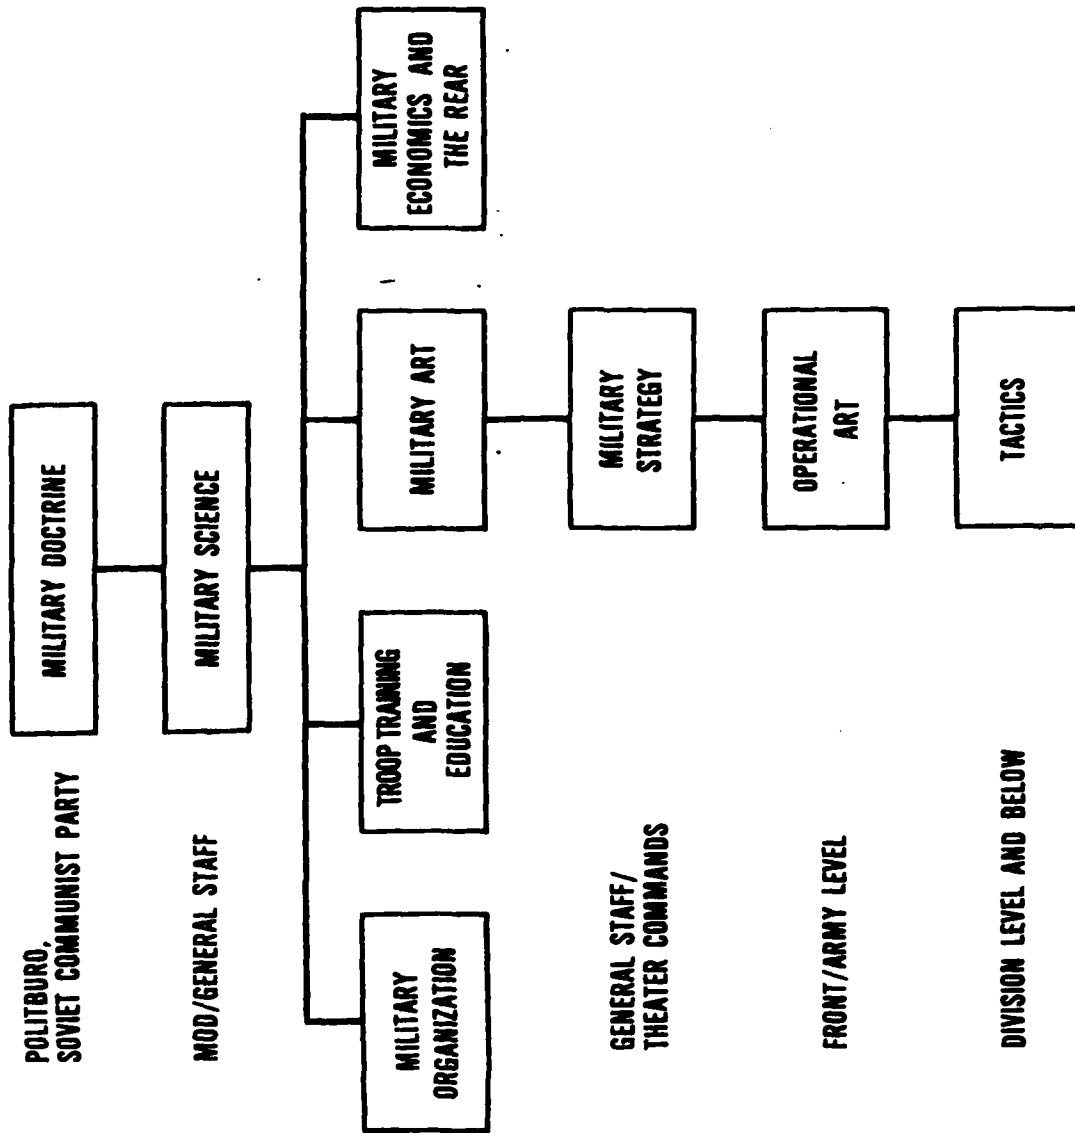 POLITBURO,
SOVIET COMMUNIST PARTY
MILITARY DOCTRINE
MOD/GENERAL STAFF
MILITARY SCIENCE
MILITARY
ORGANIZATION
TROOP TRAINING
AND
EDUCATION
MILITARY ART
MILITARY
ECONOMICS AND
THE REAR
GENERAL STAFF/
THEATER COMMANDS
MILITARY
STRATEGY
FRONT/ARMY LEVEL
OPERATIONAL
ART
DIVISION LEVEL AND BELOW
TACTICS